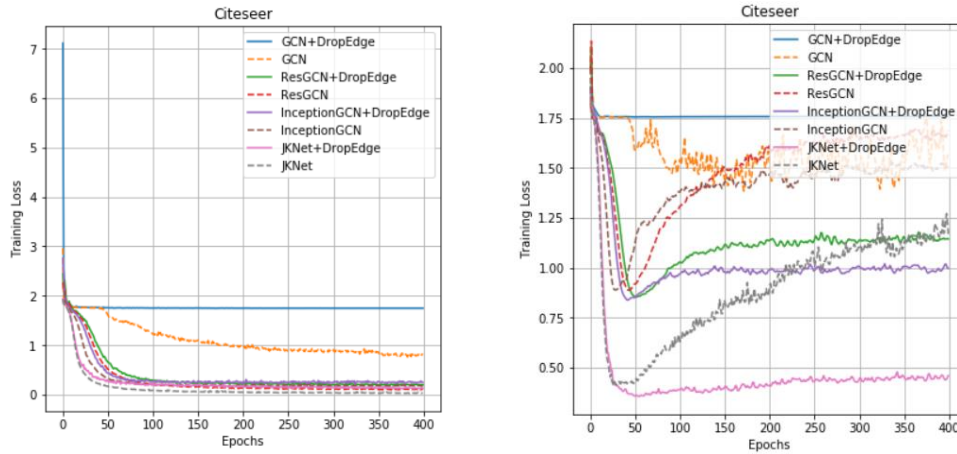 Citeseer
Training Loss
7
6
5
4
3
2
1
0
GCN+DropEdge
GCN
ResGCN+DropEdge
ResGCN
InceptionGCN+DropEdge
InceptionGCN
JKNet+DropEdge
JKNet
0 50 100 150 200 250 300 350 400
Epochs
Citeseer
Training Loss
2.00
1.75
1.50
1.25
1.00
0.75
0.50
GCN+DropEdge
GCN
ResGCN+DropEdge
ResGCN
InceptionGCN+DropEdge
InceptionGCN
JKNet+DropEdge
JKNet
0 50 100 150 200 250 300 350 400
Epochs